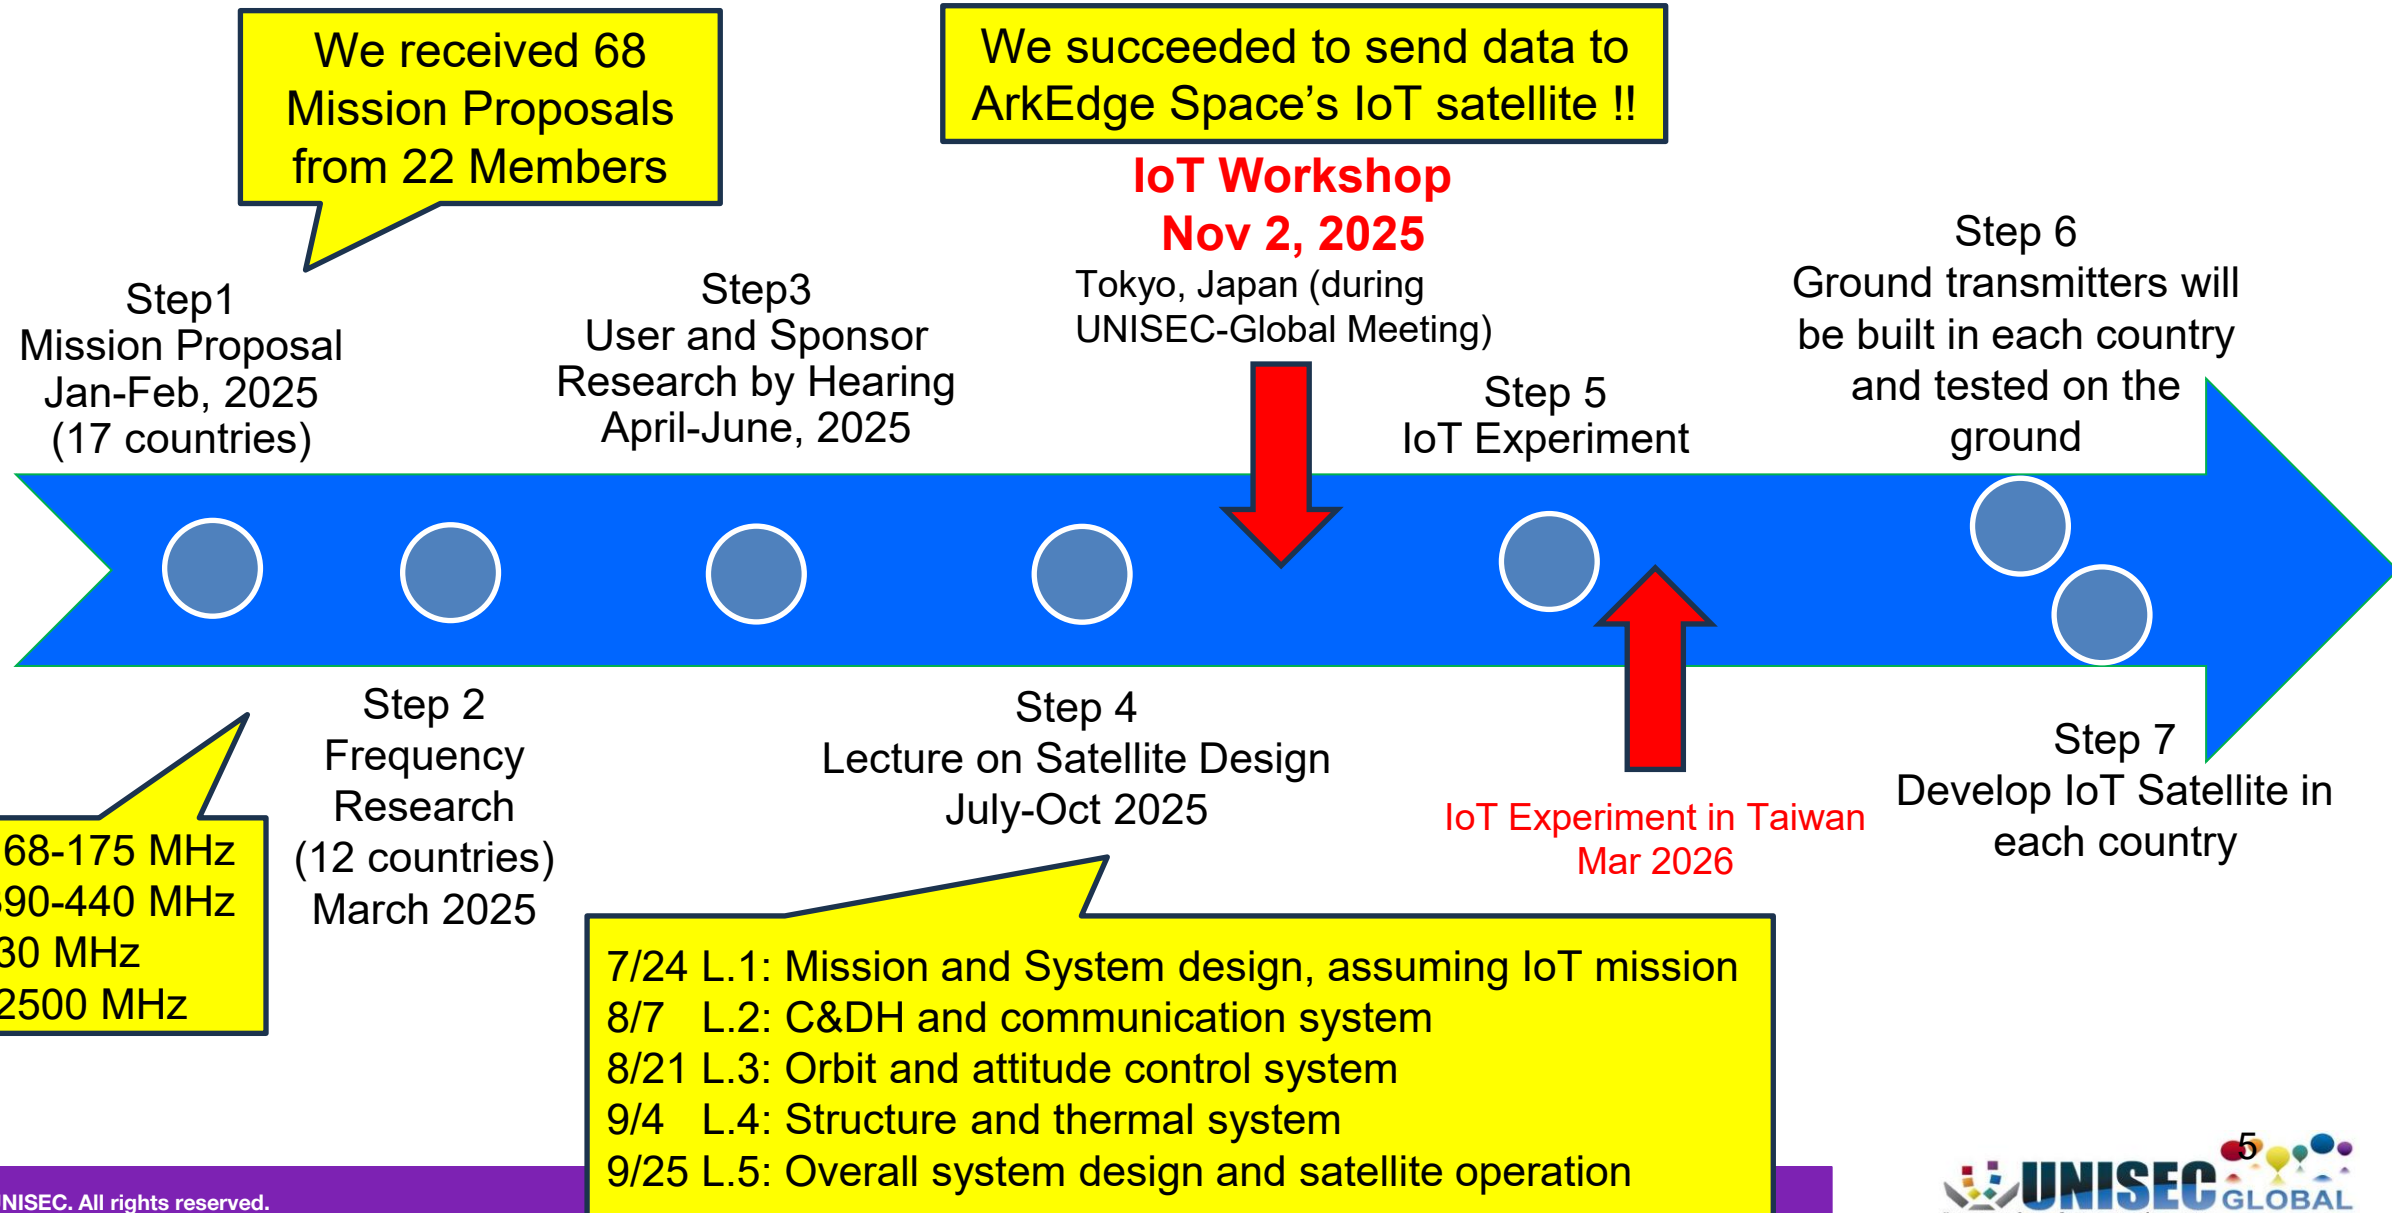 We received 68
Mission Proposals
from 22 Members
We succeeded to send data to
ArkEdge Space's IoT satellite !!
IoT Workshop
Nov 2, 2025
Tokyo, Japan (during
UNISEC-Global Meeting)
Step1
Mission Proposal
Jan-Feb, 2025
(17 countries)
Step3
User and Sponsor
Research by Hearing
April-June, 2025
Step 5
IoT Experiment
Step 6
Ground transmitters will
be built in each country
and tested on the
ground
Step 2
Frequency
Research
(12 countries)
March 2025
68-175 MHz
90-440 MHz
30 MHz
2500 MHz
Step 4
Lecture on Satellite Design
July-Oct 2025
IoT Experiment in Taiwan
Mar 2026
Step 7
Develop IoT Satellite in
each country
7/24 L.1: Mission and System design, assuming IoT mission
8/7 L.2: C&DH and communication system
8/21 L.3: Orbit and attitude control system
9/4 L.4: Structure and thermal system
9/25 L.5: Overall system design and satellite operation
5
UNISEC GLOBAL
NISEC. All rights reserved.